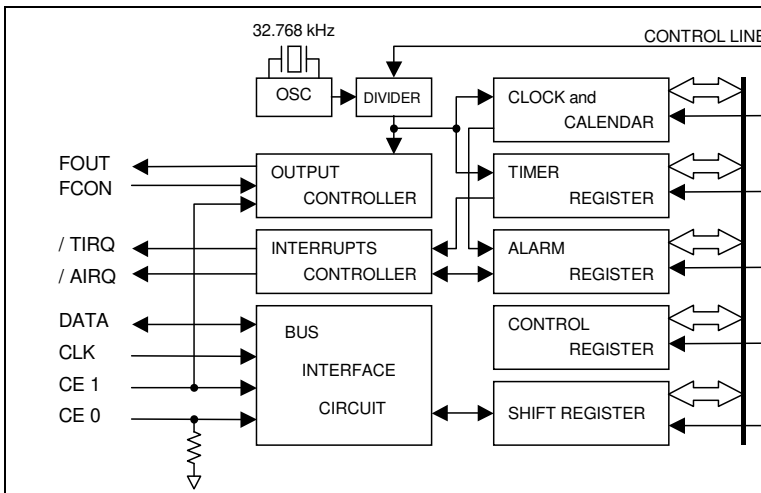 32.768 kHz
CONTROL LINE
OSC
DIVIDER
CLOCK and
CALENDAR
FOUT
FCON
OUTPUT
CONTROLLER
TIMER
REGISTER
/ TIRQ
/ AIRQ
INTERRUPTS
CONTROLLER
ALARM
REGISTER
DATA
CLK
CE 1
CE 0
BUS
INTERFACE
CIRCUIT
CONTROL
REGISTER
SHIFT REGISTER